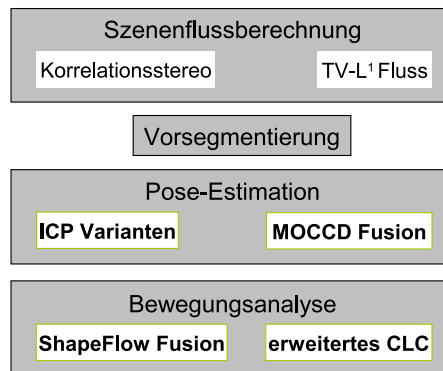 Szenenflussberechnung
Korrelationsstereo TV-L¹ Fluss
Vorsegmentierung
Pose-Estimation
ICP Varianten MOCCD Fusion
Bewegungsanalyse
ShapeFlow Fusion erweitertes CLC